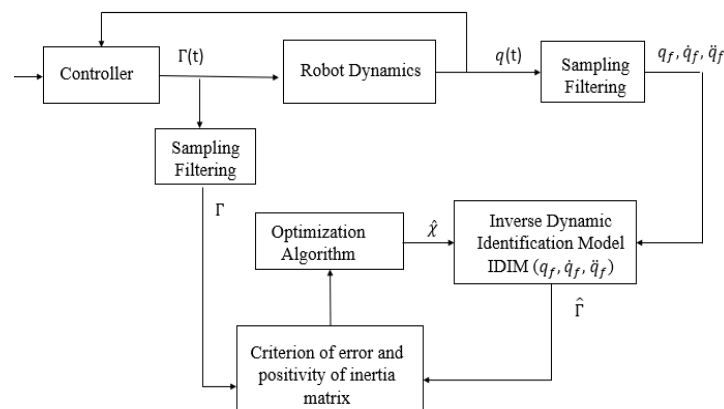 Γ(t)
q(t)
q_f, q̇_f, q̈_f
Controller
Robot Dynamics
Sampling
Filtering
Sampling
Filtering
Γ
Optimization
Algorithm
χ̂
Inverse Dynamic
Identification Model
IDIM (q_f, q̇_f, q̈_f)
Γ̂
Criterion of error and
positivity of inertia
matrix